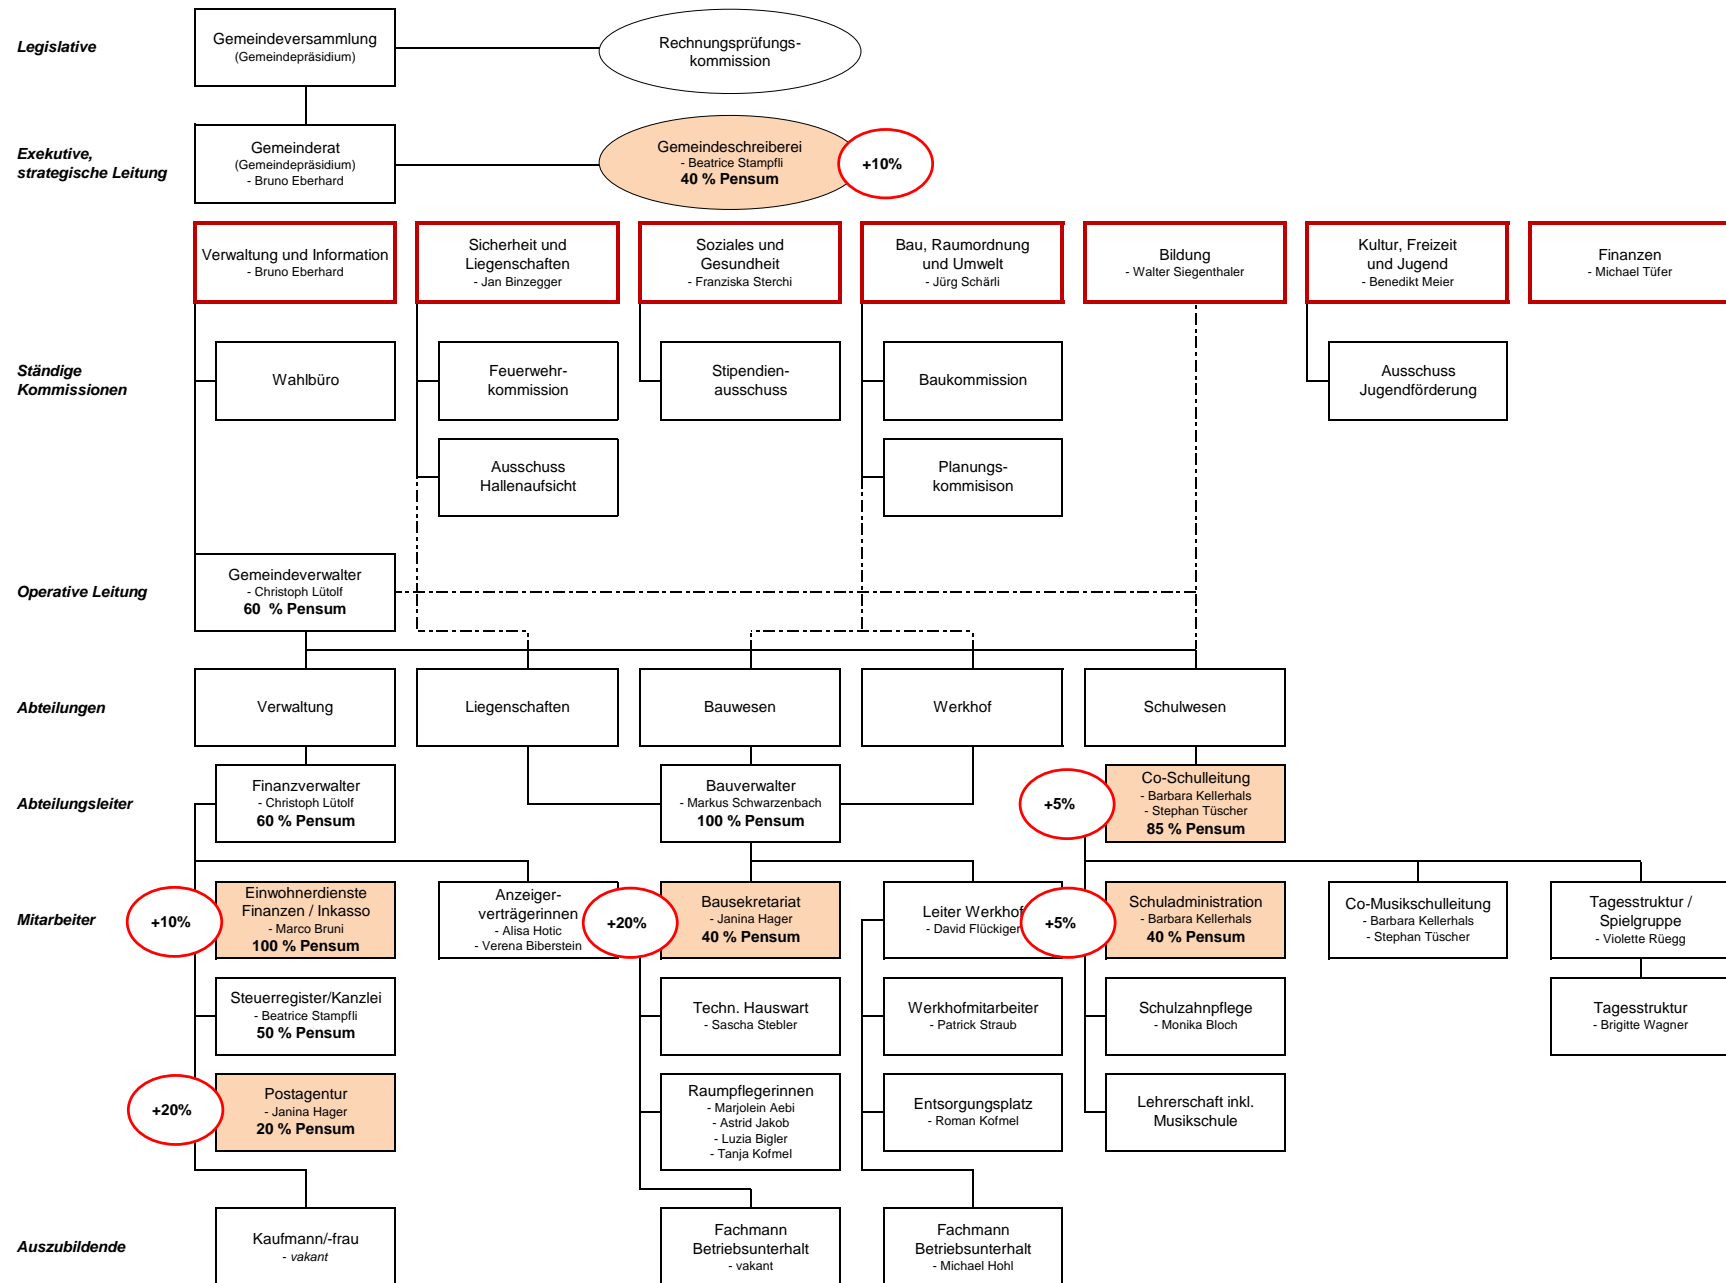 Legislative
Gemeindeversammlung
(Gemeindepräsidium)
Rechnungsprüfungs-
kommission
Exekutive,
strategische Leitung
Gemeinderat
(Gemeindepräsidium)
- Bruno Eberhard
Gemeindeschreiberei
- Beatrice Stampfli
40 % Pensum
+10%
Verwaltung und Information
- Bruno Eberhard
Sicherheit und
Liegenschaften
- Jan Binzegger
Soziales und
Gesundheit
- Franziska Sterchi
Bau, Raumordnung
und Umwelt
- Jürg Schärli
Bildung
- Walter Siegenthaler
Kultur, Freizeit
und Jugend
- Benedikt Meier
Finanzen
- Michael Tüfer
Ständige
Kommissionen
Wahlbüro
Feuerwehr-
kommission
Stipendien-
ausschuss
Baukommission
Ausschuss
Jugendförderung
Ausschuss
Hallenaufsicht
Planungs-
kommisison
Operative Leitung
Gemeindeverwalter
- Christoph Lütolf
60 % Pensum
Abteilungen
Verwaltung
Liegenschaften
Bauwesen
Werkhof
Schulwesen
Abteilungsleiter
Finanzverwalter
- Christoph Lütolf
60 % Pensum
Bauverwalter
- Markus Schwarzenbach
100 % Pensum
+5%
Co-Schulleitung
- Barbara Kellerhals
- Stephan Tüscher
85 % Pensum
Mitarbeiter
+10%
Einwohnerdienste
Finanzen / Inkasso
- Marco Bruni
100 % Pensum
Anzeiger-
verträgerinnen
- Alisa Hotic
- Verena Biberstein
+20%
Bausekretariat
- Janina Hager
40 % Pensum
Leiter Werkhof
- David Flückiger
+5%
Schuladministration
- Barbara Kellerhals
40 % Pensum
Co-Musikschulleitung
- Barbara Kellerhals
- Stephan Tüscher
Tagesstruktur /
Spielgruppe
- Violette Rüegg
Steuerregister/Kanzlei
- Beatrice Stampfli
50 % Pensum
Techn. Hauswart
- Sascha Stebler
Werkhofmitarbeiter
- Patrick Straub
Schulzahnpflege
- Monika Bloch
Tagesstruktur
- Brigitte Wagner
+20%
Postagentur
- Janina Hager
20 % Pensum
Raumpflegerinnen
- Marjolein Aebi
- Astrid Jakob
- Luzia Bigler
- Tanja Kofmel
Entsorgungsplatz
- Roman Kofmel
Lehrerschaft inkl.
Musikschule
Auszubildende
Kaufmann/-frau
- vakant
Fachmann
Betriebsunterhalt
- vakant
Fachmann
Betriebsunterhalt
- Michael Hohl